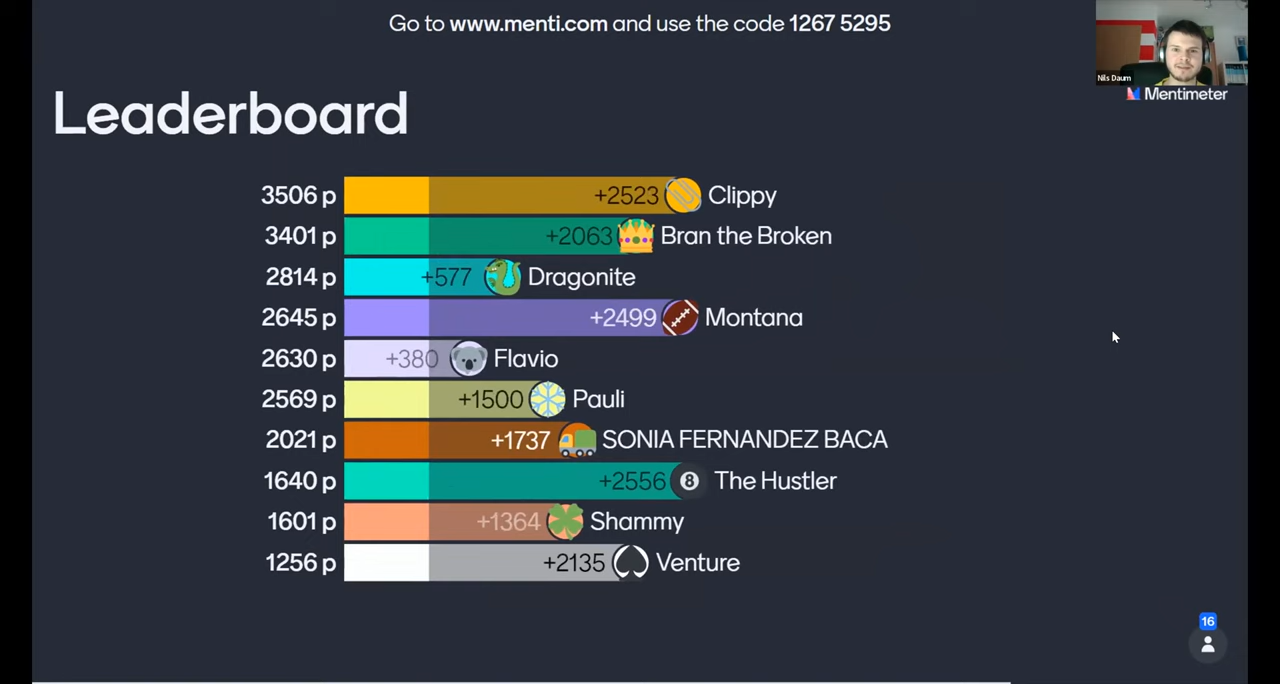 Go to www.menti.com and use the code 1267 5295
Nils Daum
Mentimeter
Leaderboard
3506 p +2523 Clippy
3401 p +2063 Bran the Broken
2814 p +577 Dragonite
2645 p +2499 Montana
2630 p +380 Flavio
2569 p +1500 Pauli
2021 p +1737 SONIA FERNANDEZ BACA
1640 p +2556 8 The Hustler
1601 p +1364 Shammy
1256 p +2135 Venture
16